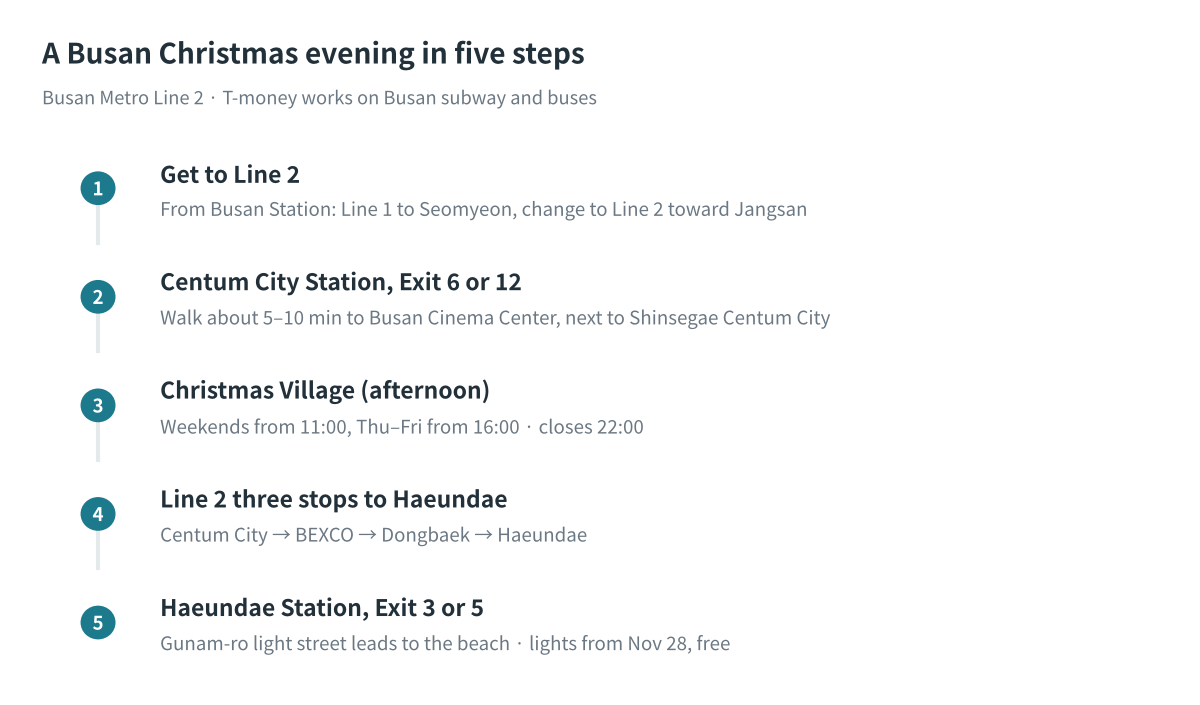 A Busan Christmas evening in five steps
Busan Metro Line 2 · T-money works on Busan subway and buses
1
Get to Line 2
From Busan Station: Line 1 to Seomyeon, change to Line 2 toward Jangsan
2
Centum City Station, Exit 6 or 12
Walk about 5–10 min to Busan Cinema Center, next to Shinsegae Centum City
3
Christmas Village (afternoon)
Weekends from 11:00, Thu–Fri from 16:00 · closes 22:00
4
Line 2 three stops to Haeundae
Centum City → BEXCO → Dongbaek → Haeundae
5
Haeundae Station, Exit 3 or 5
Gunam-ro light street leads to the beach · lights from Nov 28, free